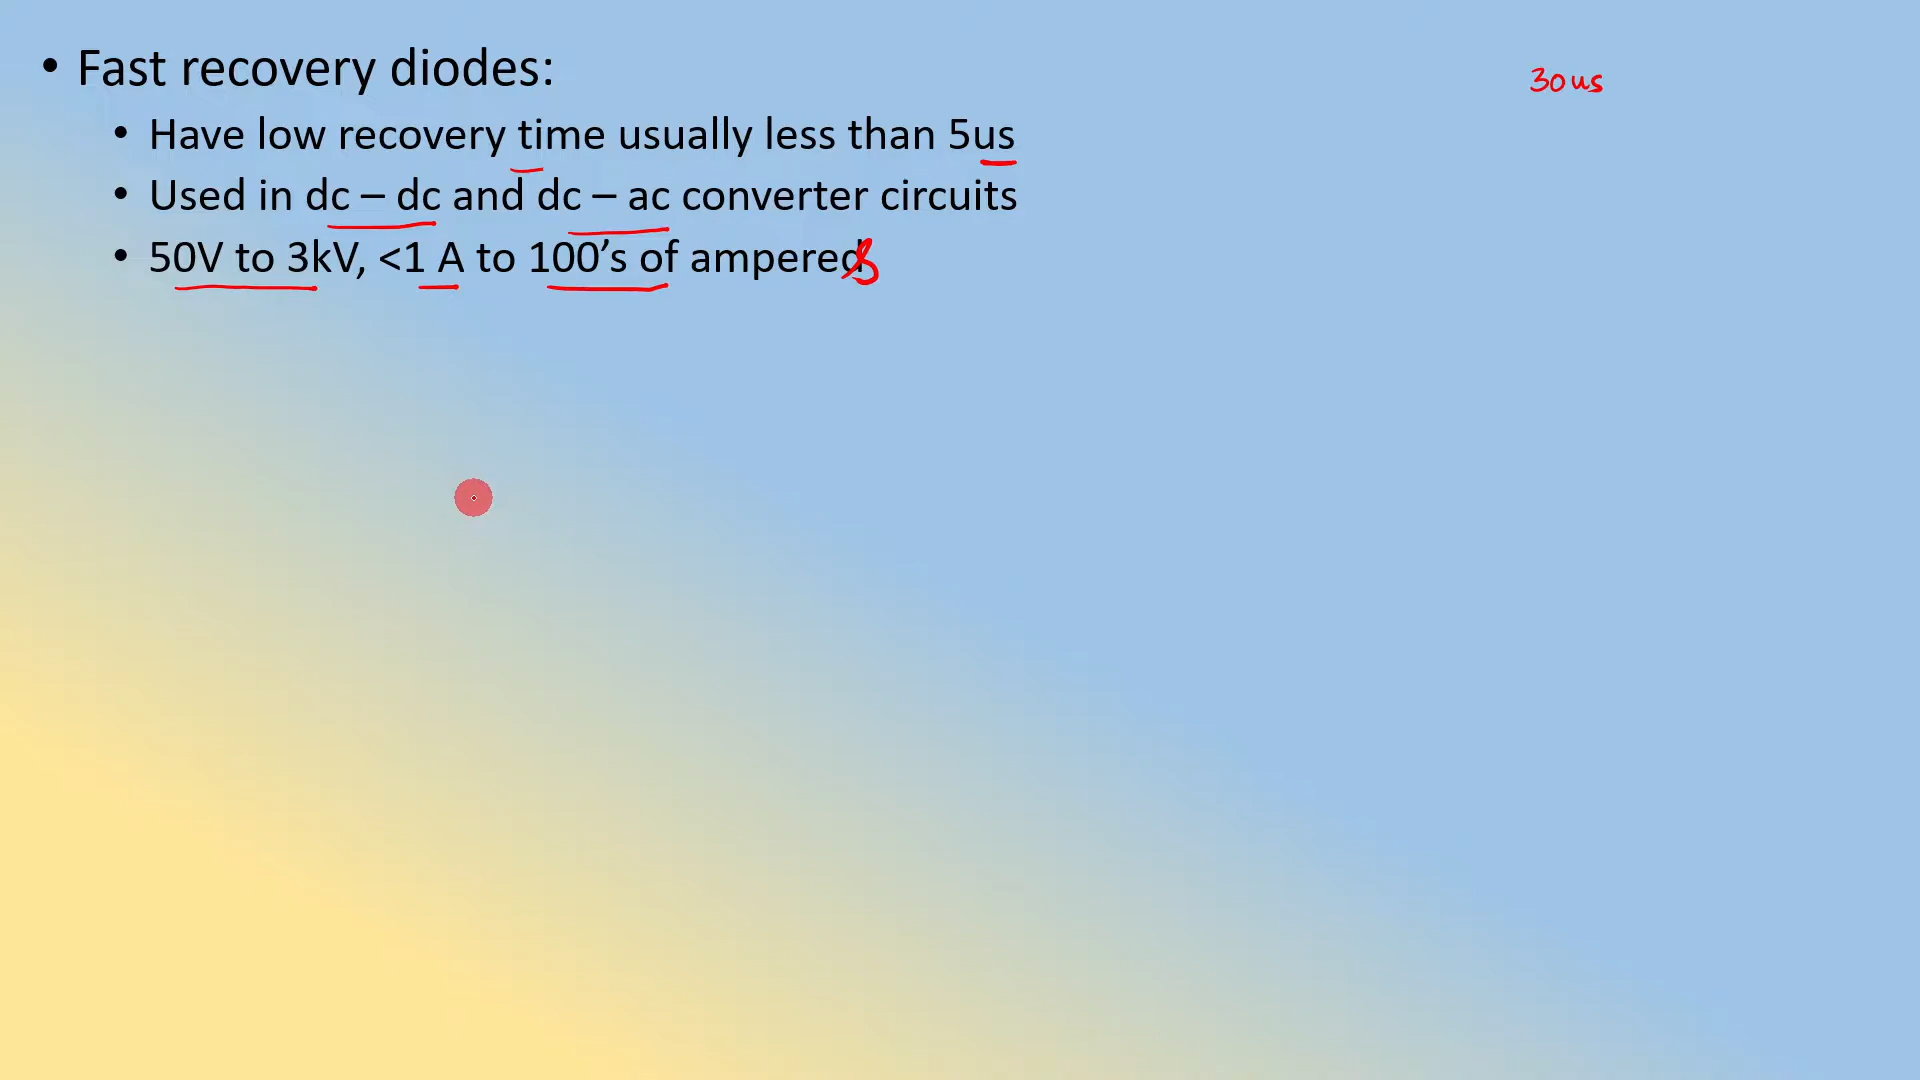 • Fast recovery diodes:
30us
• Have low recovery time usually less than 5us
• Used in dc – dc and dc – ac converter circuits
• 50V to 3kV, <1 A to 100’s of ampereds